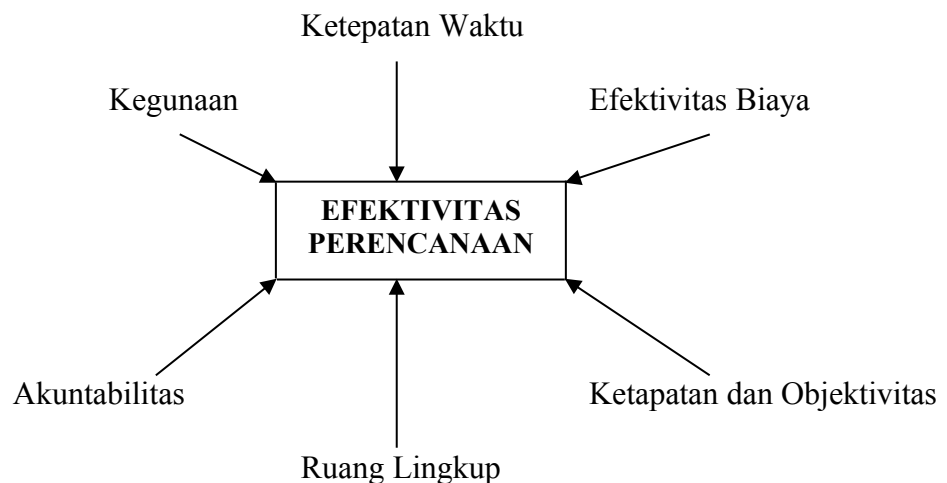 Ketepatan Waktu
Kegunaan
Efektivitas Biaya
EFEKTIVITAS
PERENCANAAN
Akuntabilitas
Ketapatan dan Objektivitas
Ruang Lingkup